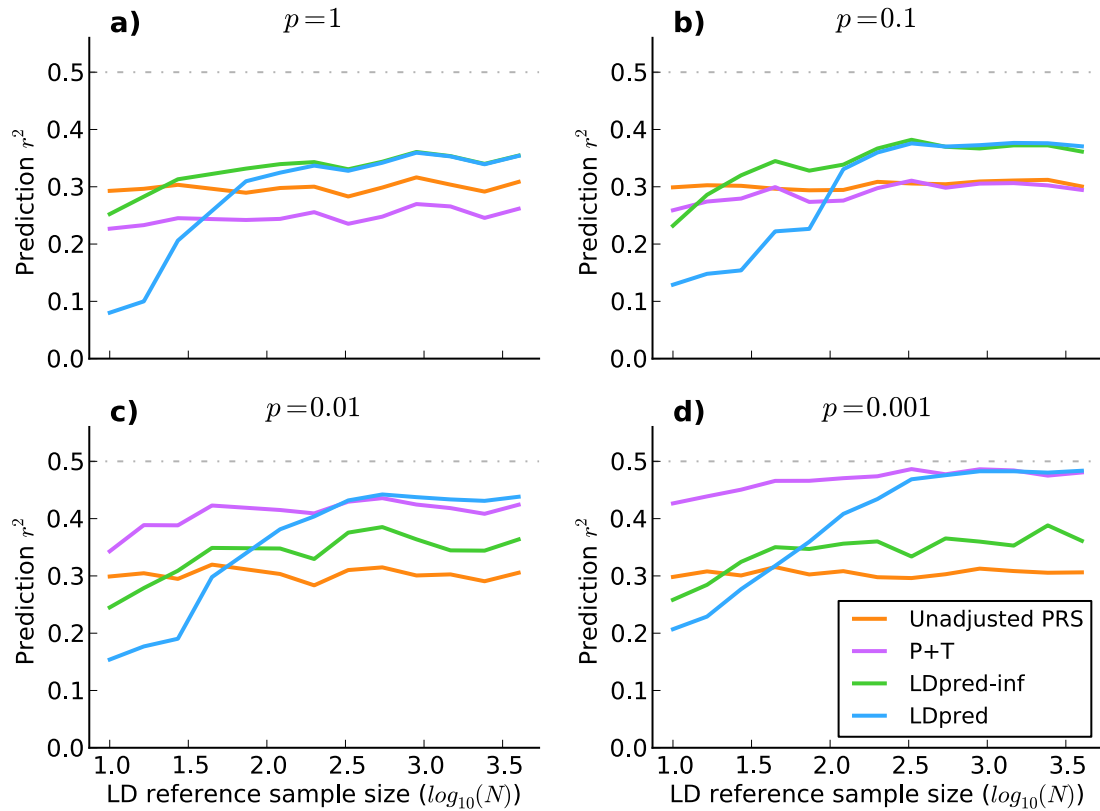 a) p=1
0.5
0.4
0.3
0.2
0.1
0.0
Prediction r²
1.0 1.5 2.0 2.5 3.0 3.5
LD reference sample size (log₁₀(N))
b) p=0.1
0.5
0.4
0.3
0.2
0.1
0.0
Prediction r²
c) p=0.01
0.5
0.4
0.3
0.2
0.1
0.0
Prediction r²
d) p=0.001
0.5
0.4
0.3
0.2
0.1
0.0
Prediction r²
Unadjusted PRS
P+T
LDpred-inf
LDpred
1.0 1.5 2.0 2.5 3.0 3.5
LD reference sample size (log₁₀(N))